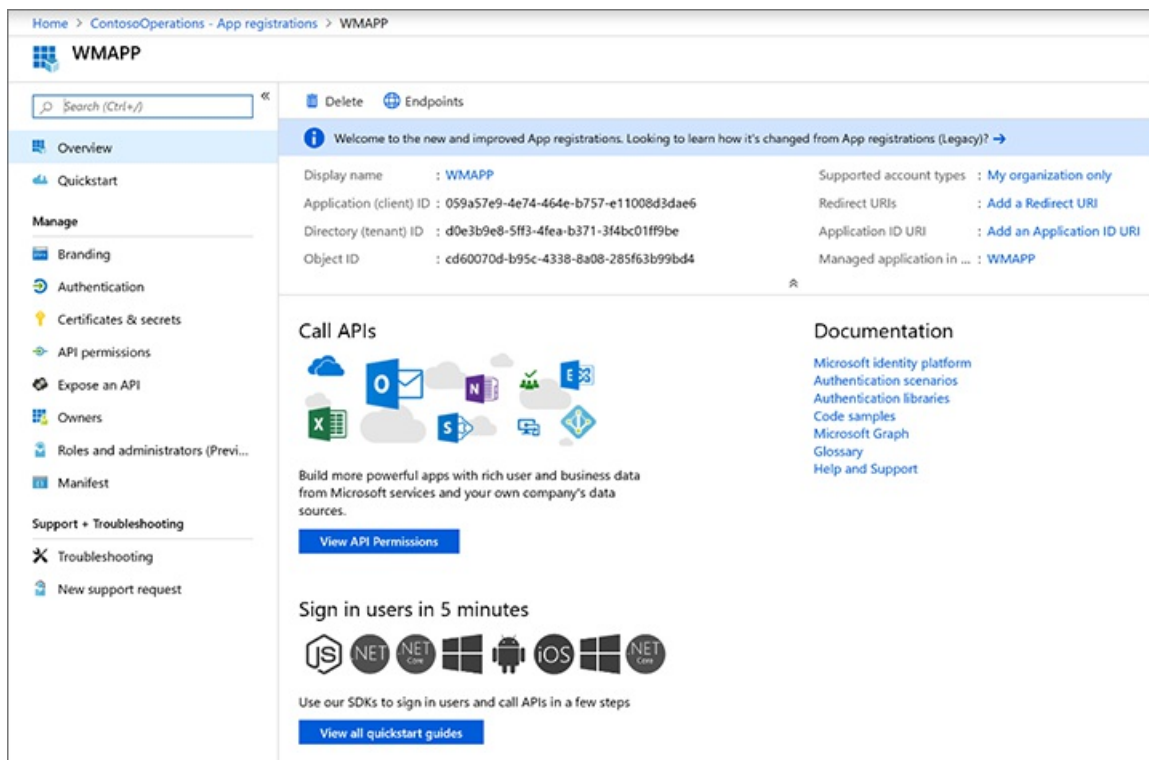 Home > ContosoOperations - App registrations > WMAPP
WMAPP
Search (Ctrl+/)
«
Overview
Quickstart
Manage
Branding
Authentication
Certificates & secrets
API permissions
Expose an API
Owners
Roles and administrators (Previ...
Manifest
Support + Troubleshooting
Troubleshooting
New support request
Delete Endpoints
Welcome to the new and improved App registrations. Looking to learn how it's changed from App registrations (Legacy)? →
Display name : WMAPP
Application (client) ID : 059a57e9-4e74-464e-b757-e11008d3dae6
Directory (tenant) ID : d0e3b9e8-5ff3-4fea-b371-3f4bc01ff9be
Object ID : cd60070d-b95c-4338-8a08-285f63b99bd4
Supported account types : My organization only
Redirect URIs : Add a Redirect URI
Application ID URI : Add an Application ID URI
Managed application in ... : WMAPP
Call APIs
O N E
X S
Build more powerful apps with rich user and business data
from Microsoft services and your own company's data
sources.
View API Permissions
Documentation
Microsoft identity platform
Authentication scenarios
Authentication libraries
Code samples
Microsoft Graph
Glossary
Help and Support
Sign in users in 5 minutes
JS .NET .NET Core iOS .NET Core
Use our SDKs to sign in users and call APIs in a few steps
View all quickstart guides